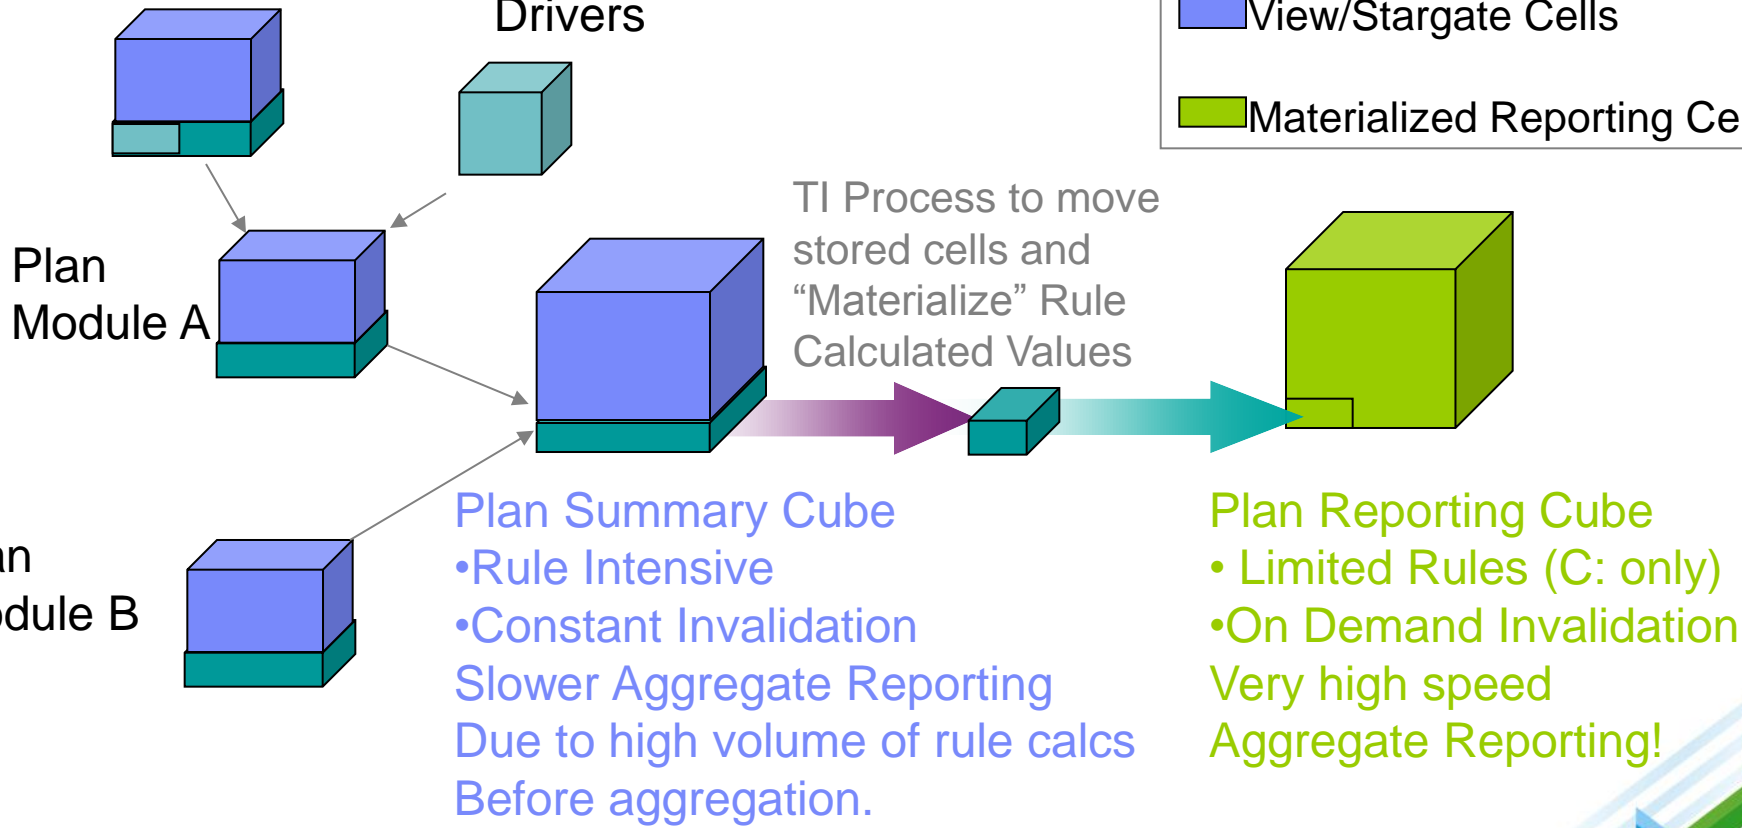 Drivers
View/Stargate Cells
Materialized Reporting Ce
TI Process to move
stored cells and
“Materialize” Rule
Calculated Values
Plan
Module A
an
odule B
Plan Summary Cube
•Rule Intensive
•Constant Invalidation
Slower Aggregate Reporting
Due to high volume of rule calcs
Before aggregation.
Plan Reporting Cube
• Limited Rules (C: only)
•On Demand Invalidation
Very high speed
Aggregate Reporting!